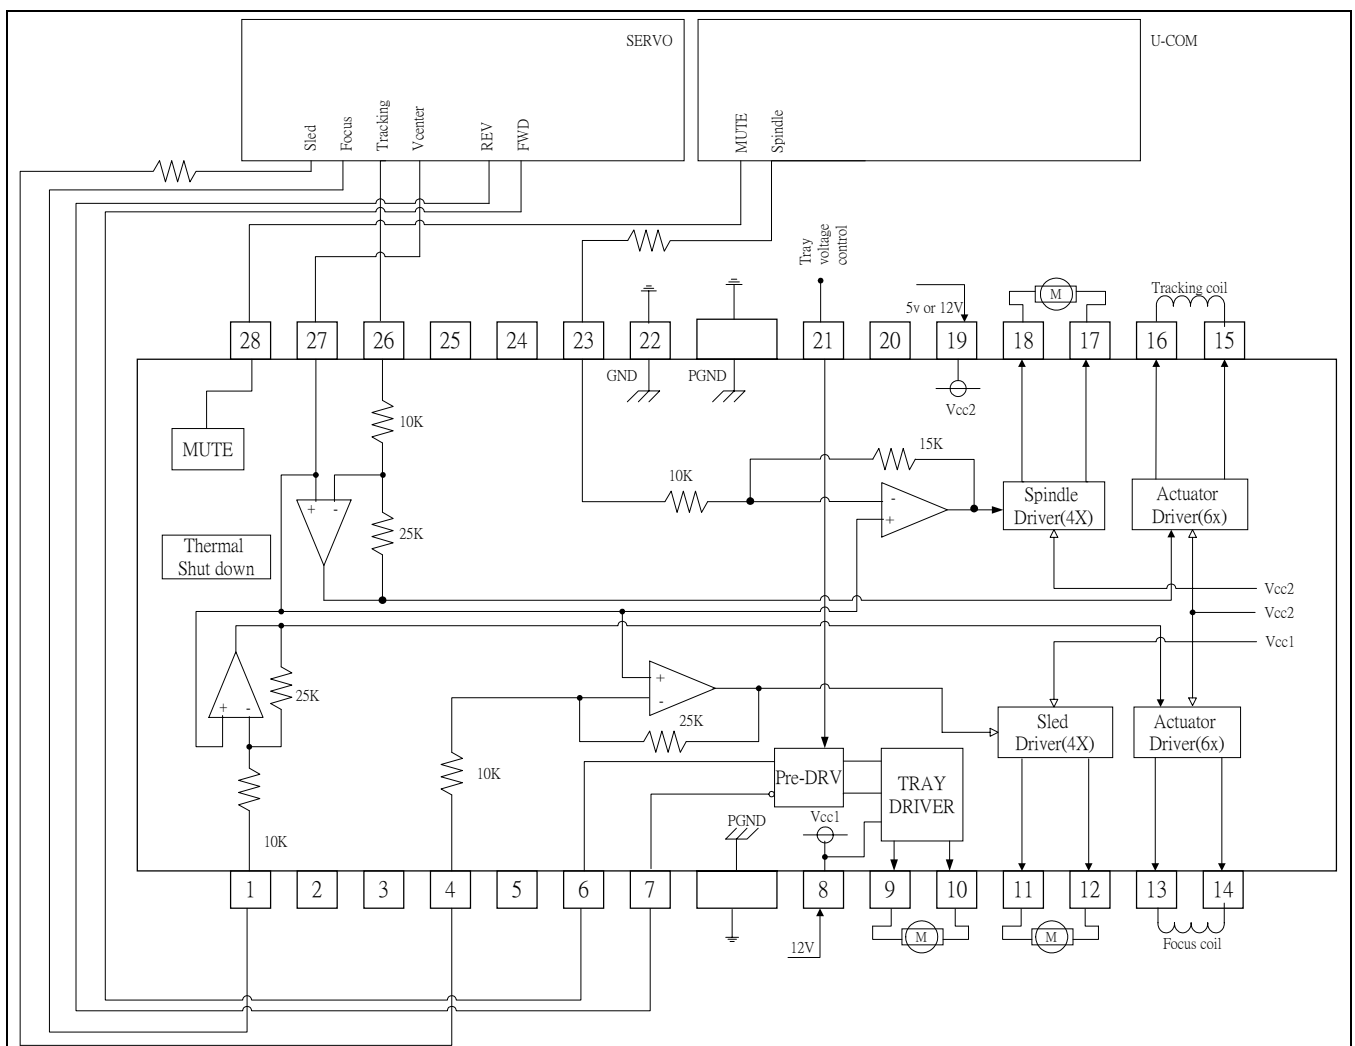 SERVO
U-COM
Sled
Focus
Tracking
Vcenter
REV
FWD
MUTE
Spindle
Tray
voltage
control
5v or 12V
M
Tracking coil
28
27
26
25
24
23
22
21
20
19
18
17
16
15
GND
PGND
Vcc2
MUTE
10K
25K
+
-
10K
15K
-
+
Spindle
Driver(4X)
Actuator
Driver(6x)
Thermal
Shut down
Vcc2
Vcc2
Vcc1
+
-
25K
10K
+
-
25K
10K
Sled
Driver(4X)
Actuator
Driver(6x)
Pre-DRV
TRAY
DRIVER
Vcc1
PGND
1
2
3
4
5
6
7
8
9
10
11
12
13
14
12V
M
M
Focus coil